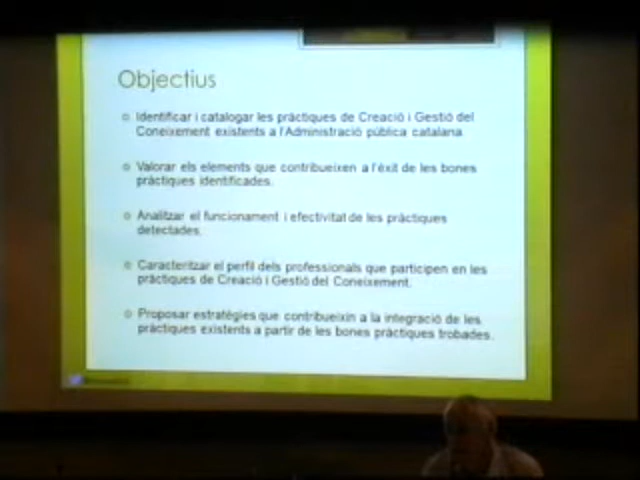 Objectius
Identificar i catalogar les pràctiques de Creació i Gestió del
Coneixement existents a l'Administració pública catalana.
Valorar els elements que contribueixen a l'èxit de les bones
pràctiques identificades.
Analitzar el funcionament i efectivitat de les pràctiques
detectades.
Caracteritzar el perfil dels professionals que participen en les
pràctiques de Creació i Gestió del Coneixement.
Proposar estratègies que contribueixin a la integració de les
pràctiques existents a partir de les bones pràctiques trobades.